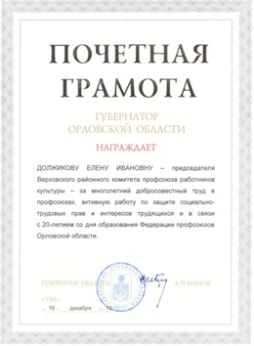 ПОЧЕТНАЯ
ГРАМОТА
ГУБЕРНАТОР
ОРЛОВСКОЙ ОБЛАСТИ
НАГРАЖДАЕТ
ДОЛЖИКОВУ ЕЛЕНУ ИВАНОВНУ – председателя
Верховского районного комитета профсоюза работников
культуры – за многолетний добросовестный труд в
профсоюзах, активную работу по защите социально-
трудовых прав и интересов трудящихся и в связи
с 20-летием со дня образования Федерации профсоюзов
Орловской области.
ГУБЕРНАТОР ОБЛАСТИ А.П. КОЗЛОВ
г. Орёл
декабря